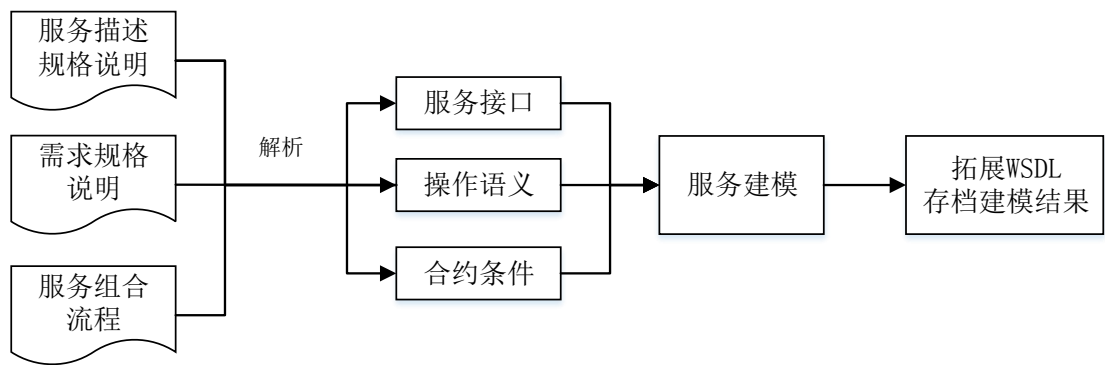 服务描述
规格说明
需求规格
说明
服务组合
流程
解析
服务接口
操作语义
合约条件
服务建模
拓展WSDL
存档建模结果